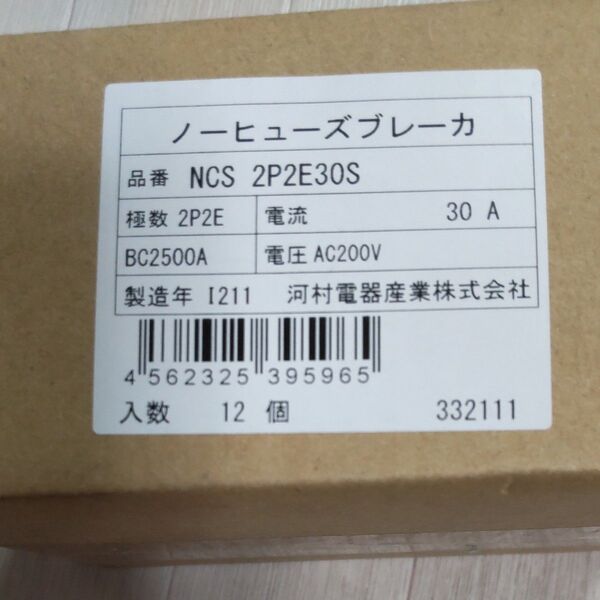 ノーヒューズブレーカ
品番 NCS 2P2E30S
極数 2P2E 電流 30 A
BC2500A 電圧 AC200V
製造年 I211 河村電器産業株式会社
4 562325 395965
入数 12 個 332111